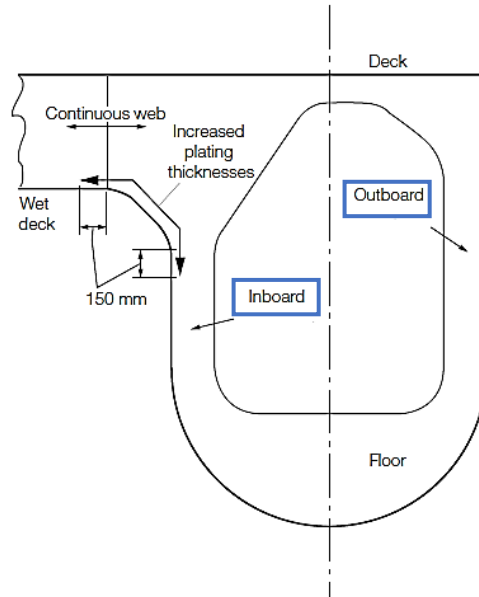 Deck
Continuous web
Increased
plating
thicknesses
Outboard
Wet
deck
150 mm
Inboard
Floor